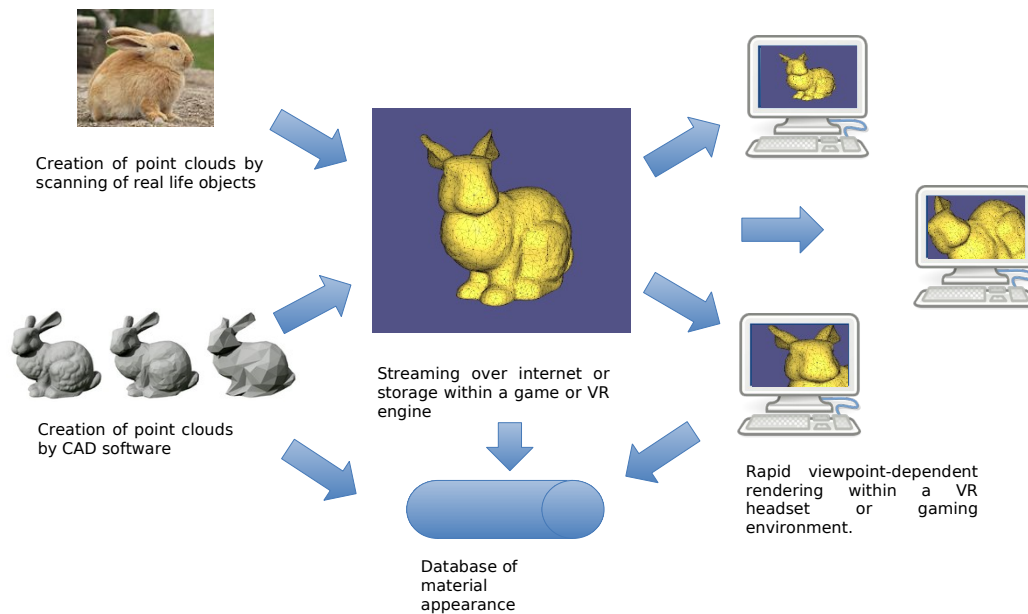 Creation of point clouds by
scanning of real life objects
Creation of point clouds
by CAD software
Streaming over internet or
storage within a game or VR
engine
Database of
material
appearance
Rapid viewpoint-dependent
rendering within a VR
headset or gaming
environment.